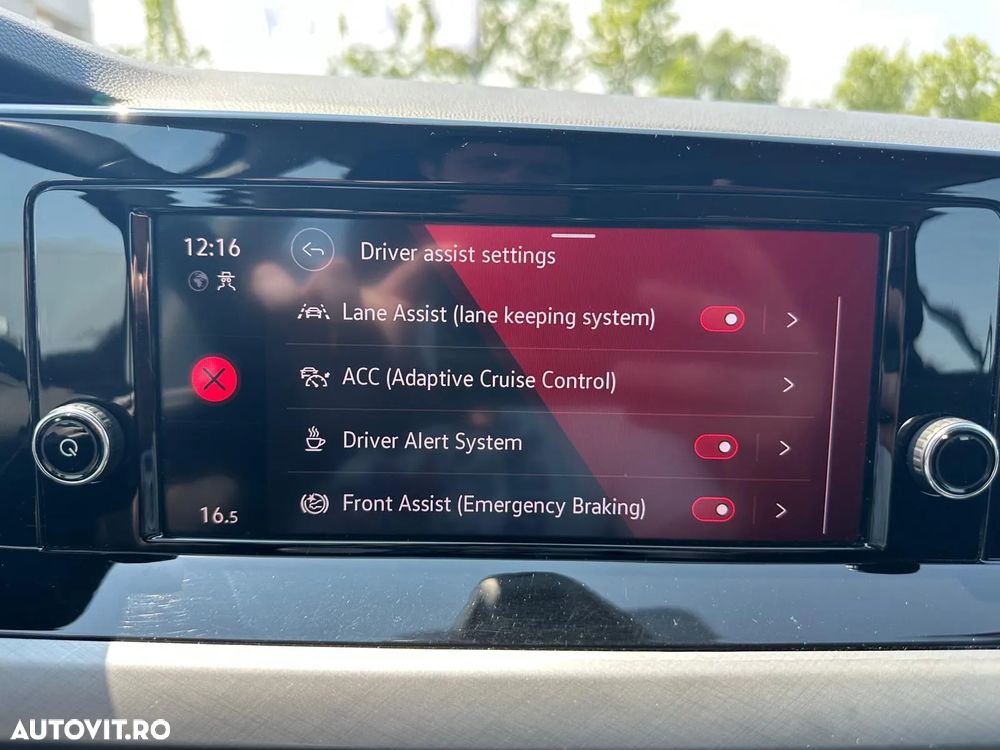 12:16
Driver assist settings
Lane Assist (lane keeping system)
ACC (Adaptive Cruise Control)
Driver Alert System
Front Assist (Emergency Braking)
16.5
AUTOVIT.RO